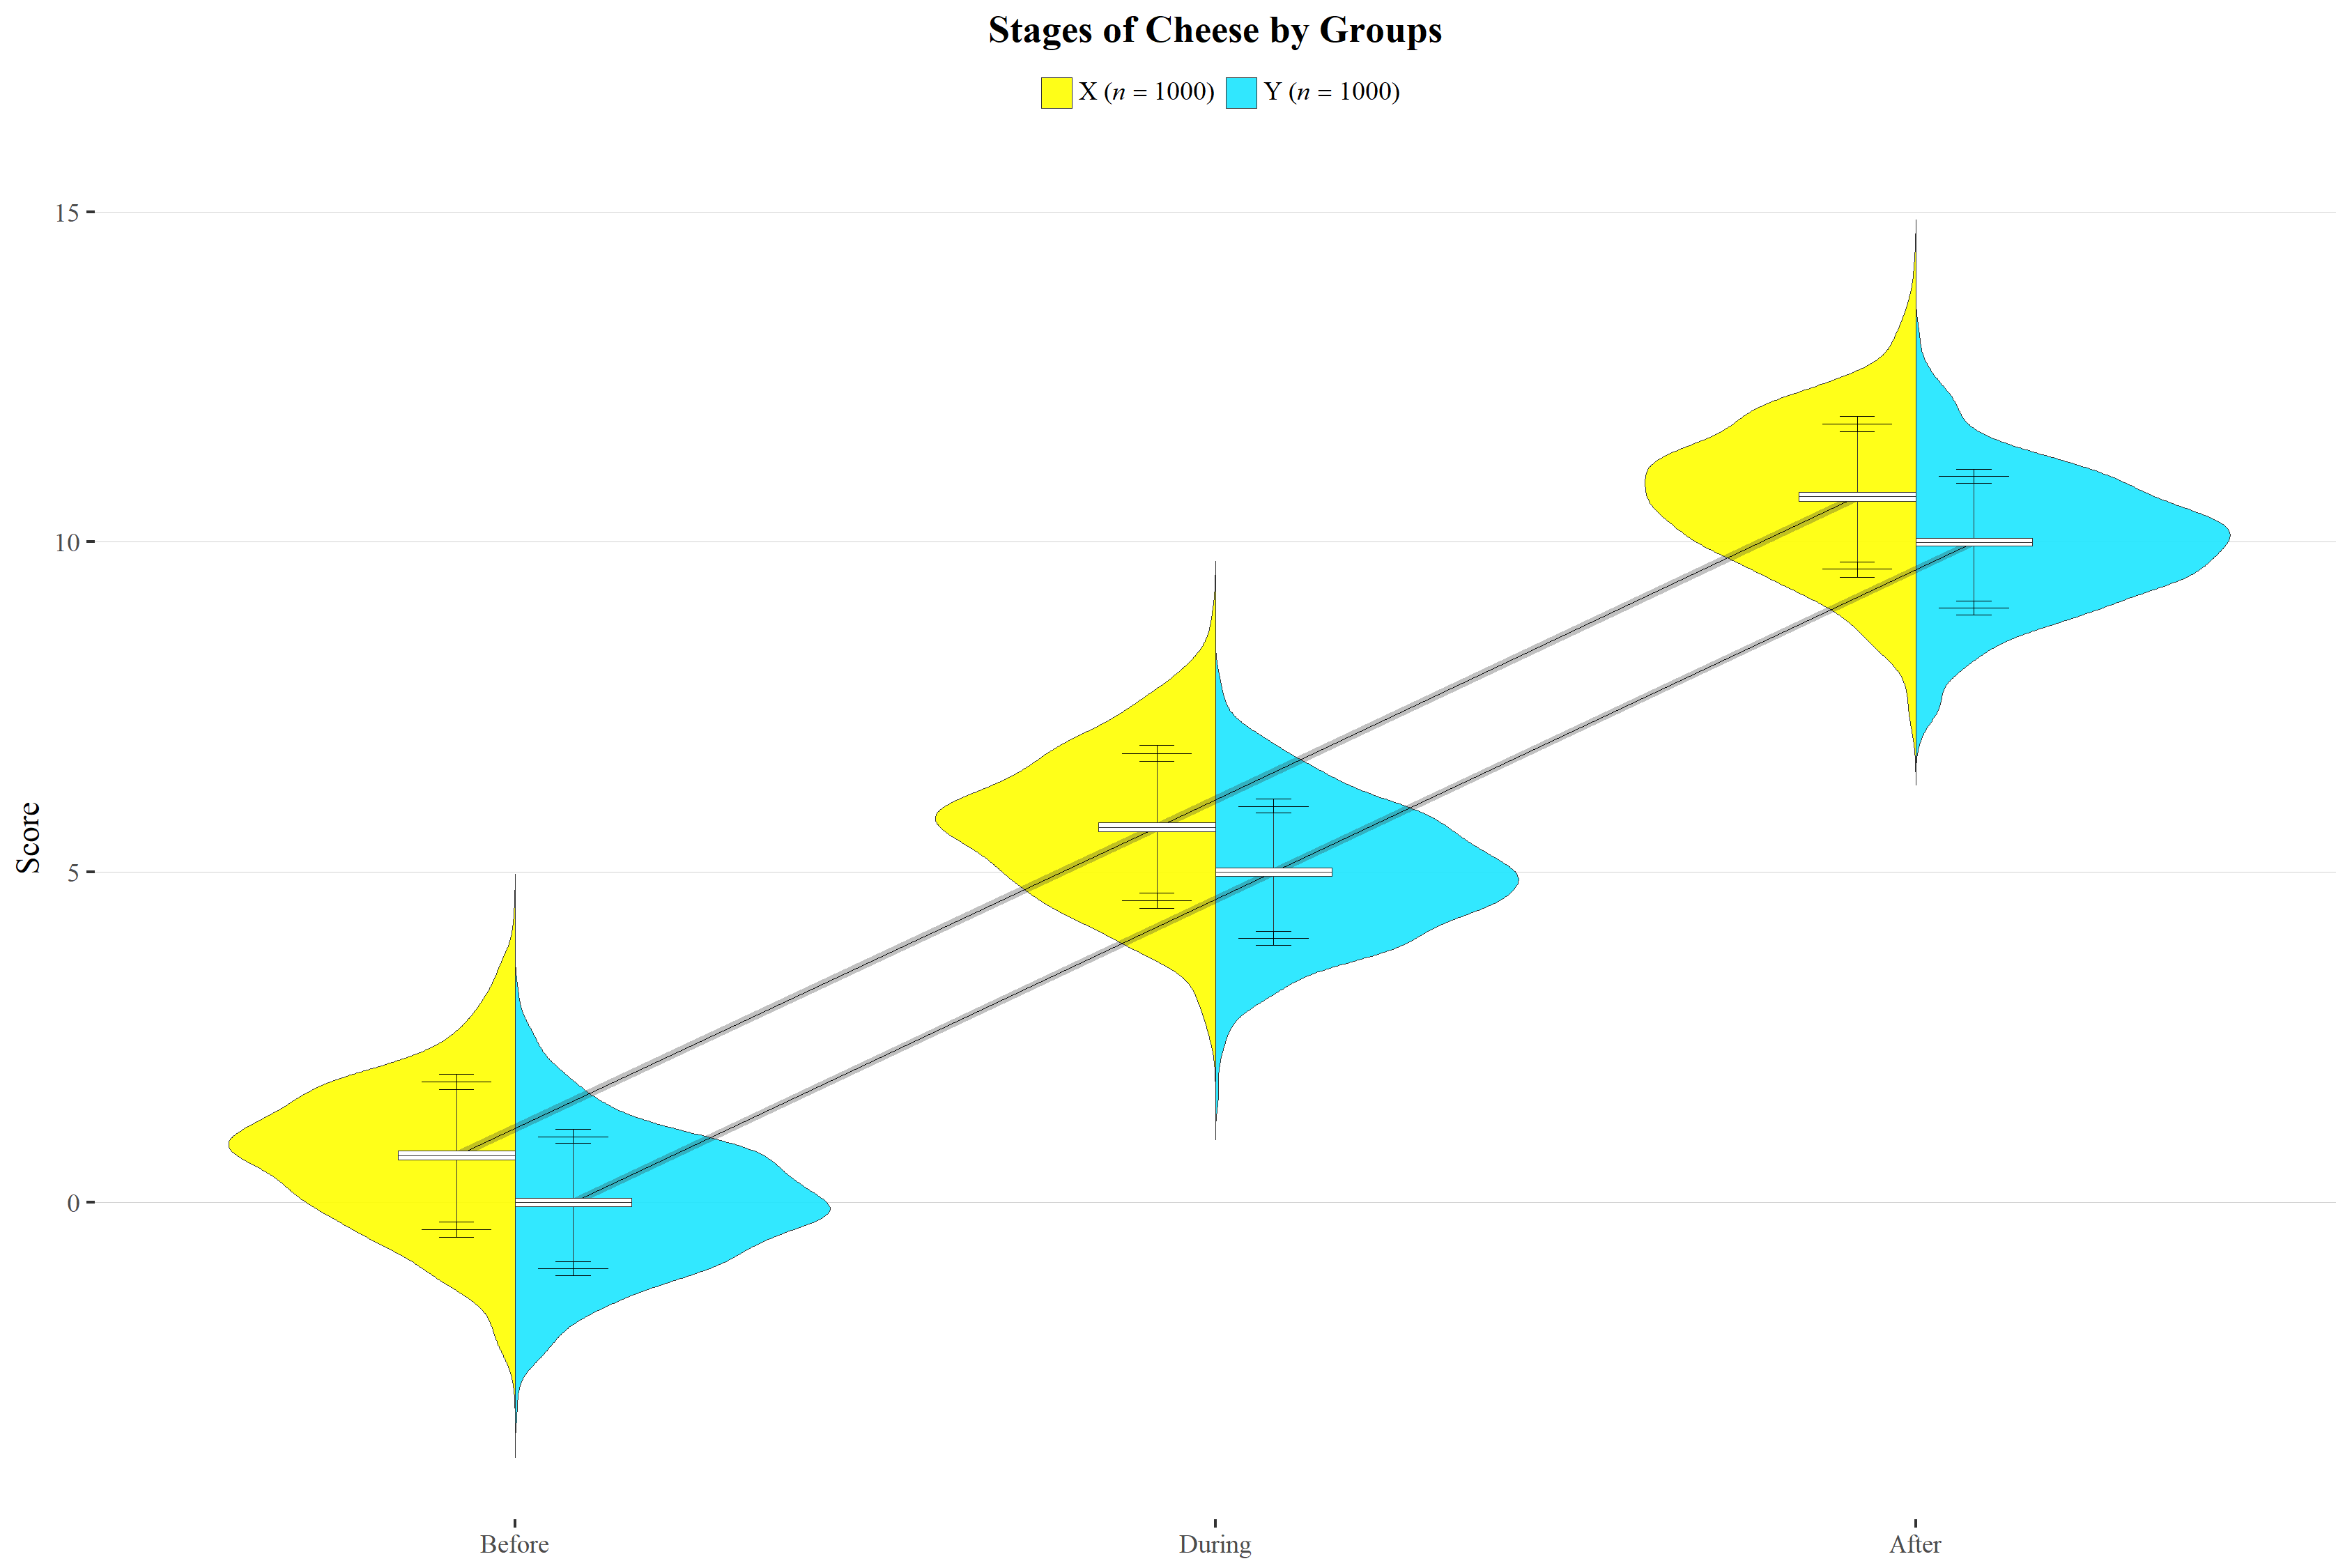 Stages of Cheese by Groups
X (n = 1000) Y (n = 1000)
15
10
5
0
Score
Before During After